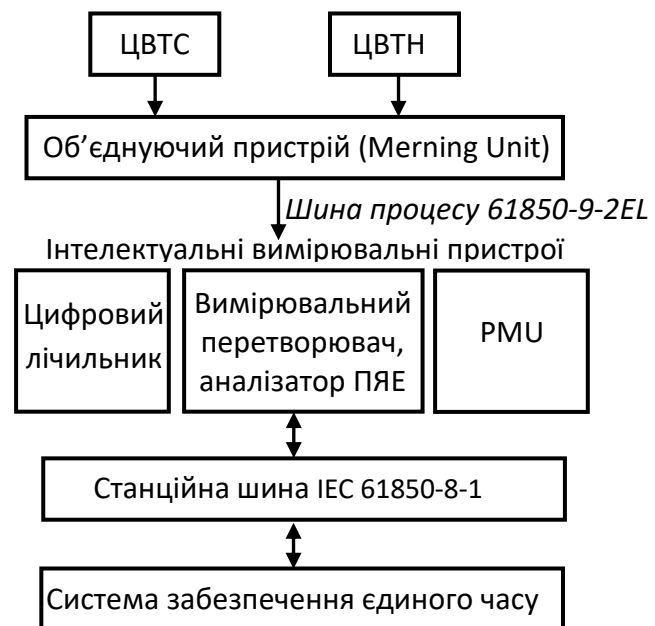 ЦВТС ЦВТН
Об’єднуючий пристрій (Merning Unit)
Шина процесу 61850-9-2EL
Інтелектуальні вимірювальні пристрої
Цифровий
лічильник
Вимірювальний
перетворювач,
аналізатор ПЯЕ
PMU
Станційна шина IEC 61850-8-1
Система забезпечення єдиного часу